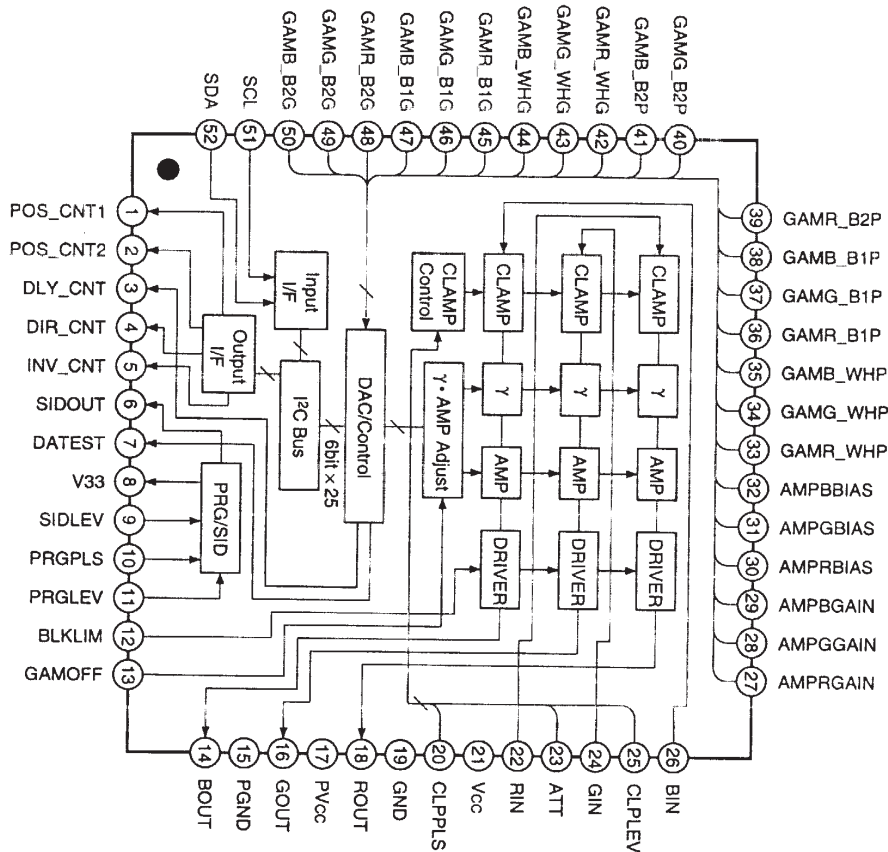 GAMB_B2G
GAMG_B2G
GAMR_B2G
GAMB_B1G
GAMG_B1G
GAMR_B1G
GAMB_WHG
GAMG_WHG
GAMR_WHG
GAMB_B2P
GAMG_B2P
SDA
SCL
52
51
50
49
48
47
46
45
44
43
42
41
40
POS_CNT1
1
POS_CNT2
2
DLY_CNT
3
DIR_CNT
4
INV_CNT
5
SIDOUT
6
DATEST
7
V33
8
SIDLEV
9
PRGPLS
10
PRGLEV
11
BLKLIM
12
GAMOFF
13
Input
I/F
Output
I/F
I²C Bus
6bit × 25
DAC/Control
PRG/SID
CLAMP
Control
γ • AMP Adjust
CLAMP
CLAMP
CLAMP
γ
γ
γ
AMP
AMP
AMP
DRIVER
DRIVER
DRIVER
39
GAMR_B2P
38
GAMB_B1P
37
GAMG_B1P
36
GAMR_B1P
35
GAMB_WHP
34
GAMG_WHP
33
GAMR_WHP
32
AMPBBIAS
31
AMPGBIAS
30
AMPRBIAS
29
AMPBGAIN
28
AMPGGAIN
27
AMPRGAIN
14
15
16
17
18
19
20
21
22
23
24
25
26
BOUT
PGND
GOUT
PVcc
ROUT
GND
CLPPLS
Vcc
RIN
ATT
GIN
CLPLEV
BIN